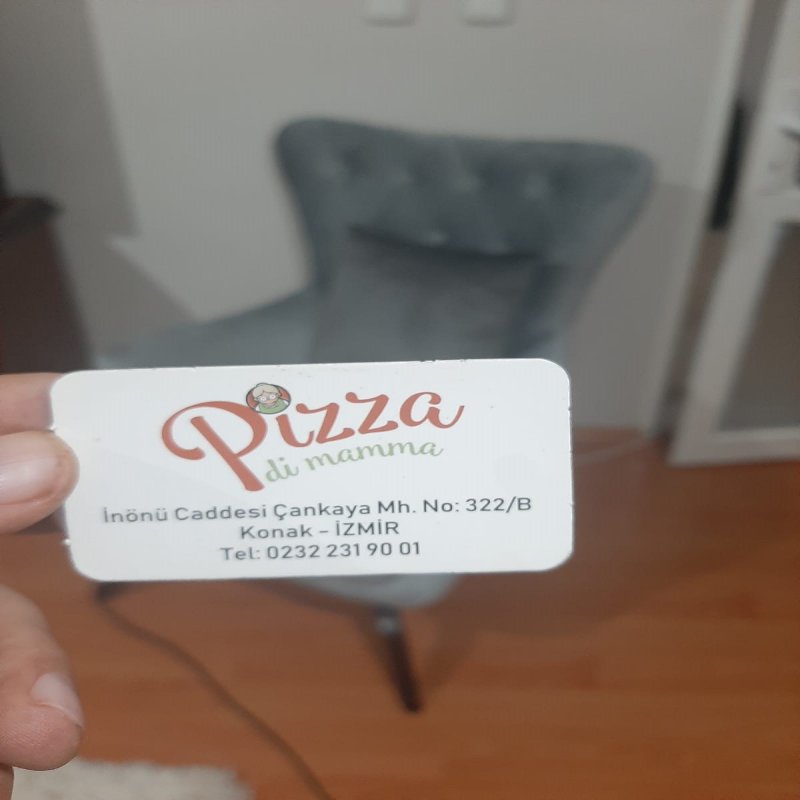 Pizza
di mamma
İnönü Caddesi Çankaya Mh. No: 322/B
Konak - İZMİR
Tel: 0232 231 90 01